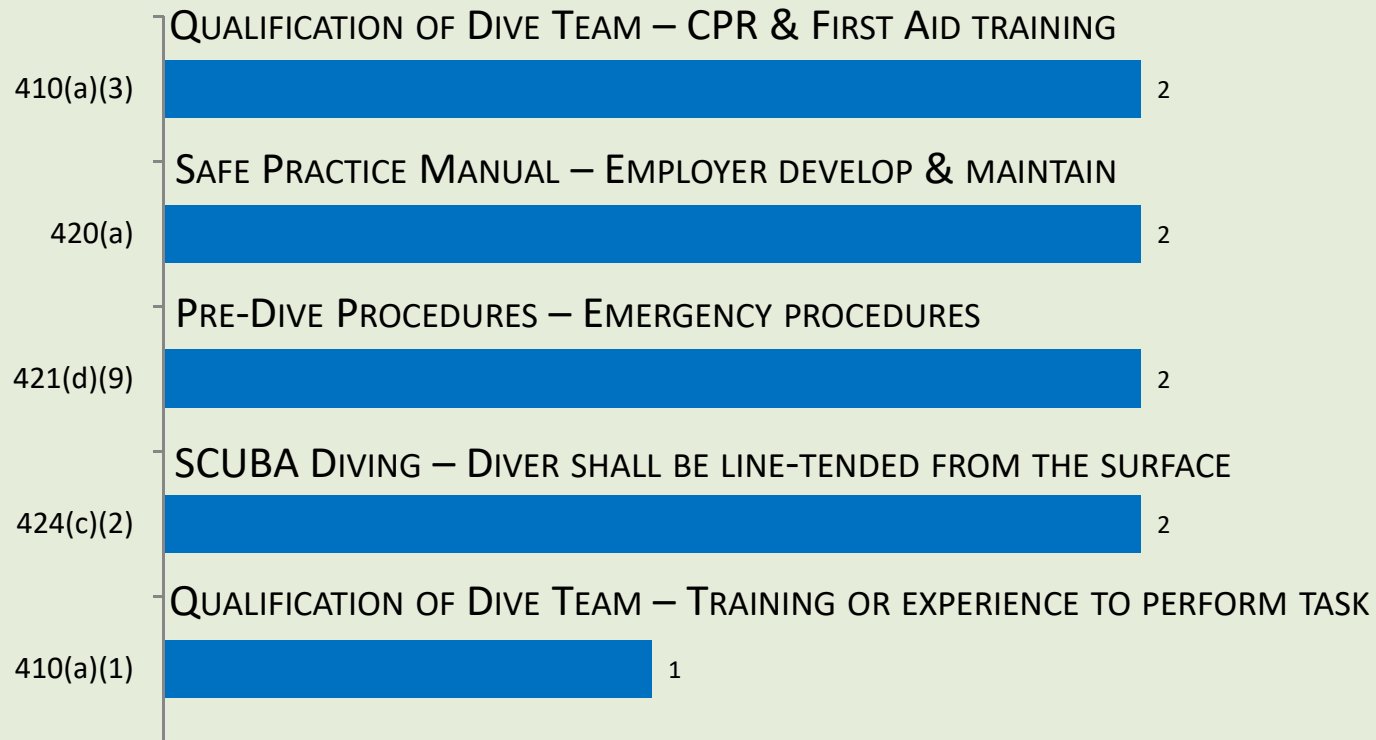 Qualification of Dive Team – CPR & First Aid training
410(a)(3)
2
Safe Practice Manual – Employer develop & maintain
420(a)
2
Pre-Dive Procedures – Emergency procedures
421(d)(9)
2
SCUBA Diving – Diver shall be line-tended from the surface
424(c)(2)
2
Qualification of Dive Team – Training or experience to perform task
410(a)(1)
1